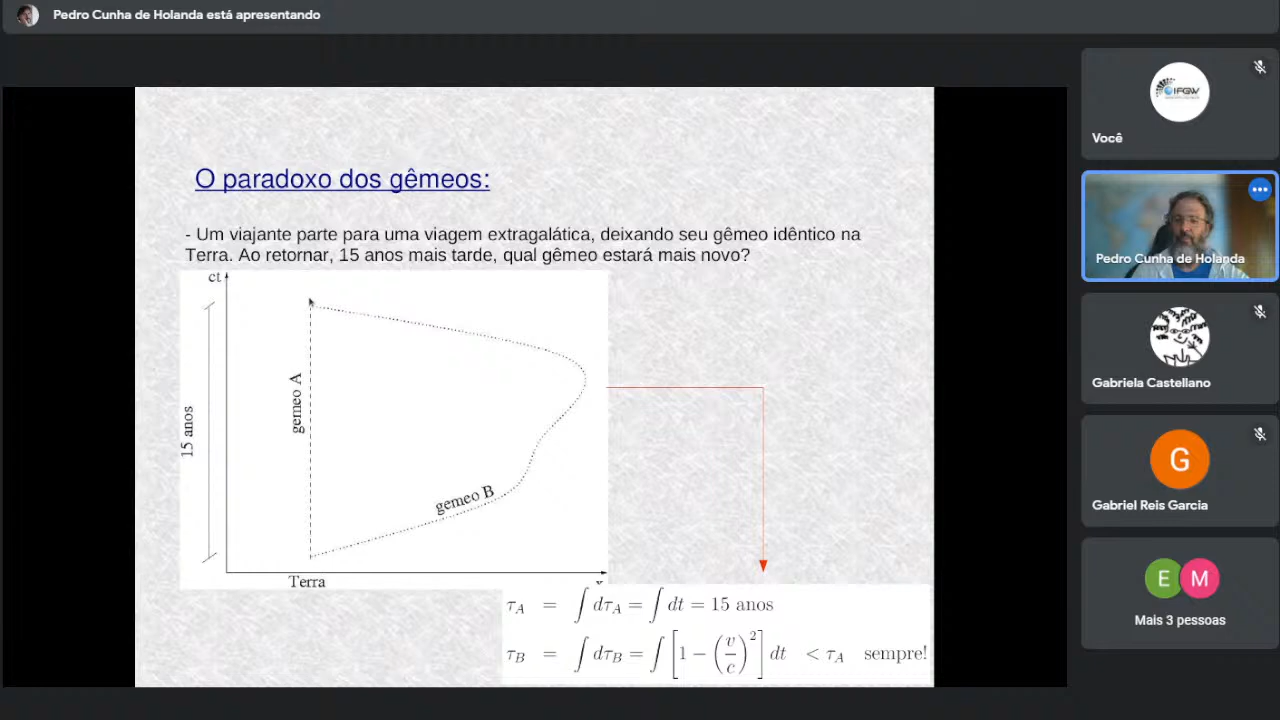 Pedro Cunha de Holanda está apresentando
IFGW
Você
Pedro Cunha de Holanda
Gabriela Castellano
G
Gabriel Reis Garcia
E M
Mais 3 pessoas
O paradoxo dos gêmeos:
- Um viajante parte para uma viagem extragalática, deixando seu gêmeo idêntico na
Terra. Ao retornar, 15 anos mais tarde, qual gêmeo estará mais novo?
ct
15 anos
gemeo A
gemeo B
Terra
x
τ_A = ∫ dτ_A = ∫ dt = 15 anos
τ_B = ∫ dτ_B = ∫ [1 − (v/c)²] dt < τ_A sempre!